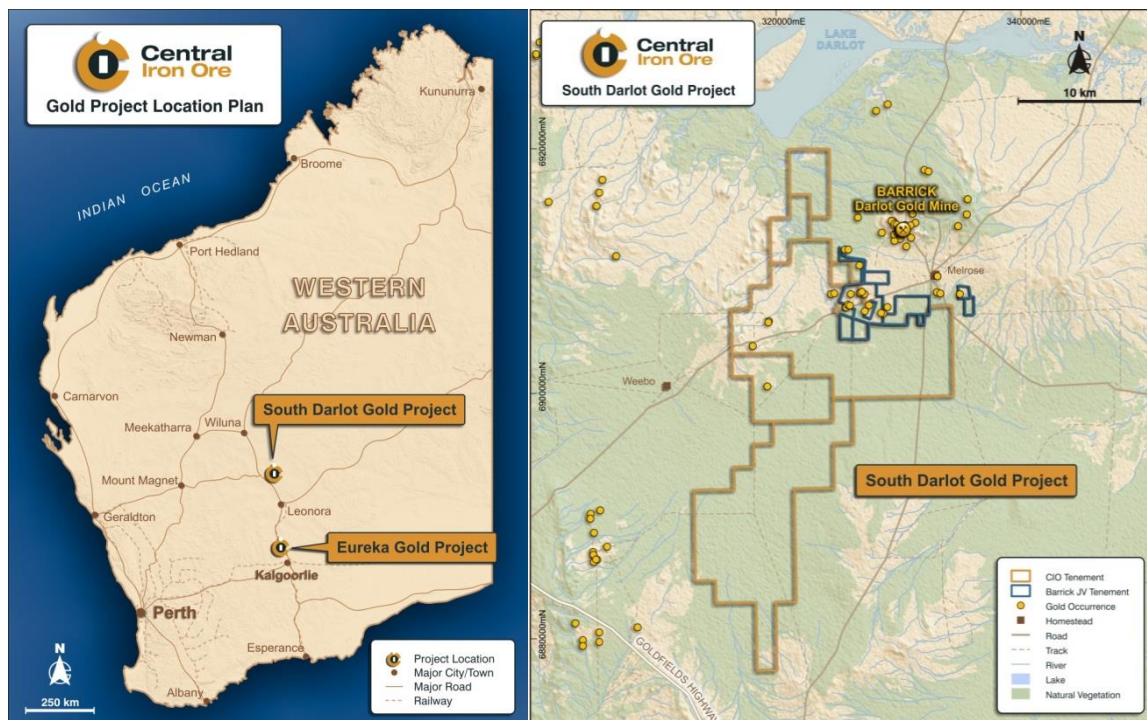 Central
Iron Ore
Gold Project Location Plan
Kununurra
Broome
INDIAN OCEAN
Port Hedland
WESTERN
AUSTRALIA
Newman
Carnarvon
South Darlot Gold Project
Wiluna
Meekatharra
Mount Magnet
Leonora
Geraldton
Eureka Gold Project
Kalgoorlie
Perth
Esperance
Albany
N
250 km
Project Location
Major City/Town
Major Road
Railway
Central
Iron Ore
South Darlot Gold Project
320000mE
340000mE
LAKE
DARLOT
N
10 km
6920000mN
BARRICK
Darlot Gold Mine
Melrose
Weebo
6900000mN
South Darlot Gold Project
6880000mN
GOLDFIELDS HIGHWAY
CIO Tenement
Barrick JV Tenement
Gold Occurrence
Homestead
Road
Track
River
Lake
Natural Vegetation